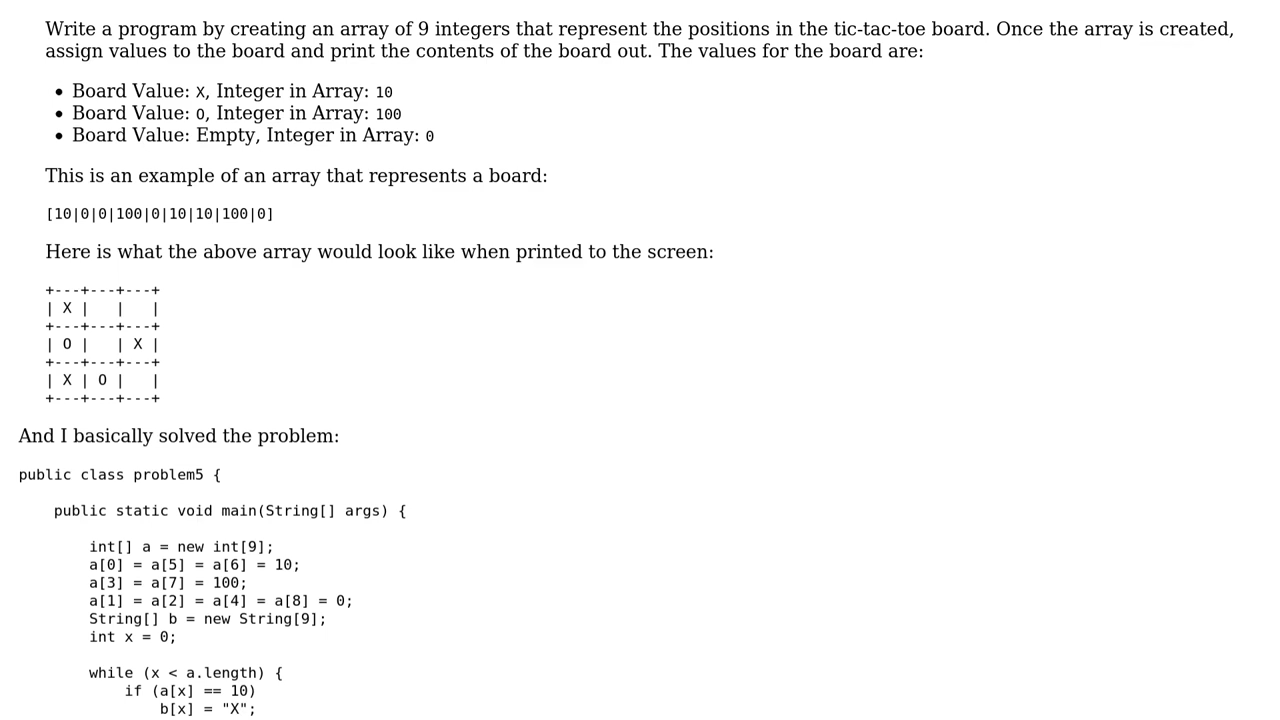 Write a program by creating an array of 9 integers that represent the positions in the tic-tac-toe board. Once the array is created,
assign values to the board and print the contents of the board out. The values for the board are:
• Board Value: X, Integer in Array: 10
• Board Value: O, Integer in Array: 100
• Board Value: Empty, Integer in Array: 0
This is an example of an array that represents a board:
[10|0|0|100|0|10|10|100|0]
Here is what the above array would look like when printed to the screen:
+---+---+---+
| X |   |   |
+---+---+---+
| O |   | X |
+---+---+---+
| X | O |   |
+---+---+---+
And I basically solved the problem:
public class problem5 {
    public static void main(String[] args) {
        int[] a = new int[9];
        a[0] = a[5] = a[6] = 10;
        a[3] = a[7] = 100;
        a[1] = a[2] = a[4] = a[8] = 0;
        String[] b = new String[9];
        int x = 0;
        while (x < a.length) {
            if (a[x] == 10)
                b[x] = "X";